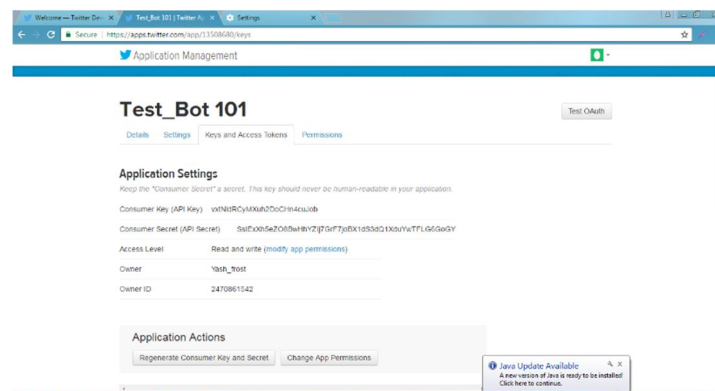 Welcome — Twitter Dev
Test_Bot 101 | Twitter Ap
Settings
Secure
https://apps.twitter.com/app/13508680/keys
Application Management
Test_Bot 101
Test OAuth
Details
Settings
Keys and Access Tokens
Permissions
Application Settings
Keep the "Consumer Secret" a secret. This key should never be human-readable in your application.
Consumer Key (API Key)
Consumer Secret (API Secret)
Access Level
Read and write (modify app permissions)
Owner
Yash_frost
Owner ID
2470861542
Application Actions
Regenerate Consumer Key and Secret
Change App Permissions
Java Update Available
A new version of Java is ready to be installed!
Click here to continue.